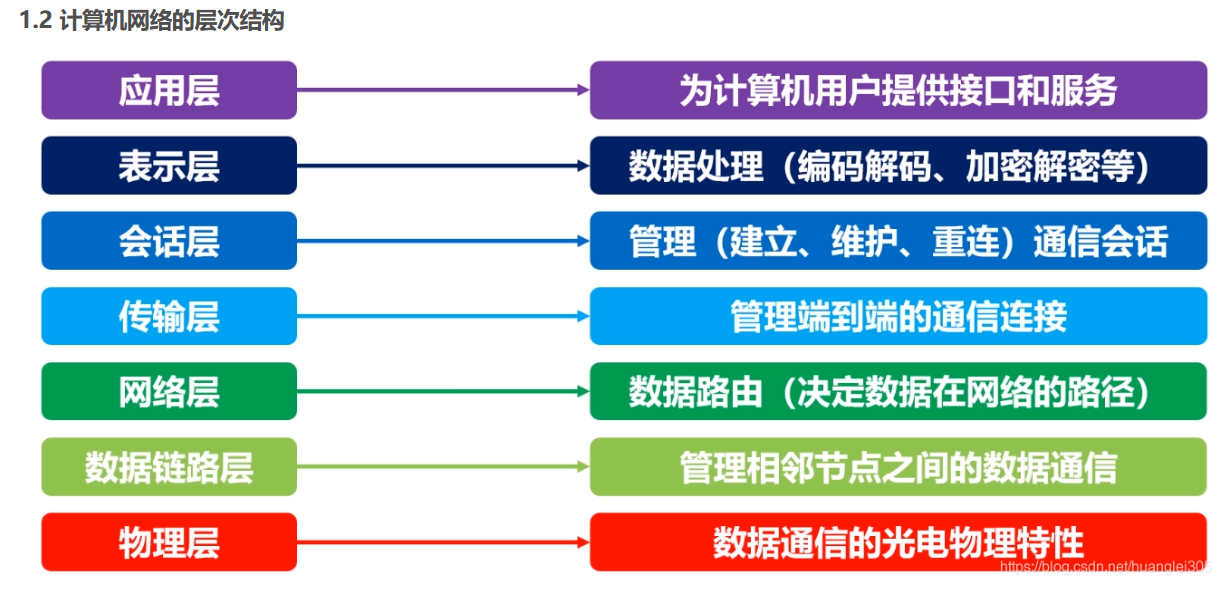 1.2 计算机网络的层次结构
应用层
为计算机用户提供接口和服务
表示层
数据处理（编码解码、加密解密等）
会话层
管理（建立、维护、重连）通信会话
传输层
管理端到端的通信连接
网络层
数据路由（决定数据在网络的路径）
数据链路层
管理相邻节点之间的数据通信
物理层
数据通信的光电物理特性